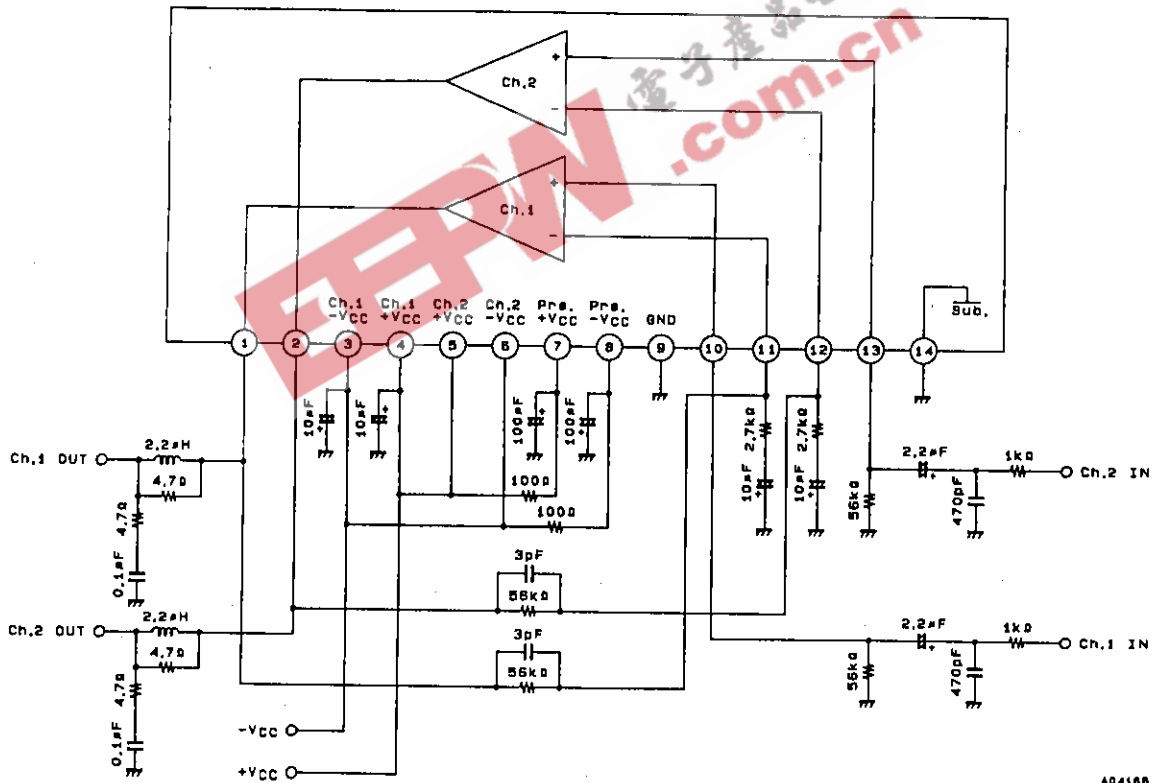 電子產品
EEPW
.com.cn
Ch.2
+
−
Ch.1
+
−
Ch.1 -VCC
Ch.1 +VCC
Ch.2 +VCC
Ch.2 -VCC
Pre. +VCC
Pre. -VCC
GND
Sub.
1 2 3 4 5 6 7 8 9 10 11 12 13 14
10µF
+
10µF
+
100µF
+
100µF
+
2.7kΩ
2.7kΩ
10µF
+
10µF
+
100Ω
100Ω
Ch.1 OUT
2.2µH
4.7Ω
4.7Ω
0.1µF
2.2µF
+
1kΩ
Ch.2 IN
56kΩ
470pF
3pF
56kΩ
3pF
56kΩ
Ch.2 OUT
2.2µH
4.7Ω
4.7Ω
0.1µF
2.2µF
+
1kΩ
Ch.1 IN
56kΩ
470pF
-VCC
+VCC
A04188